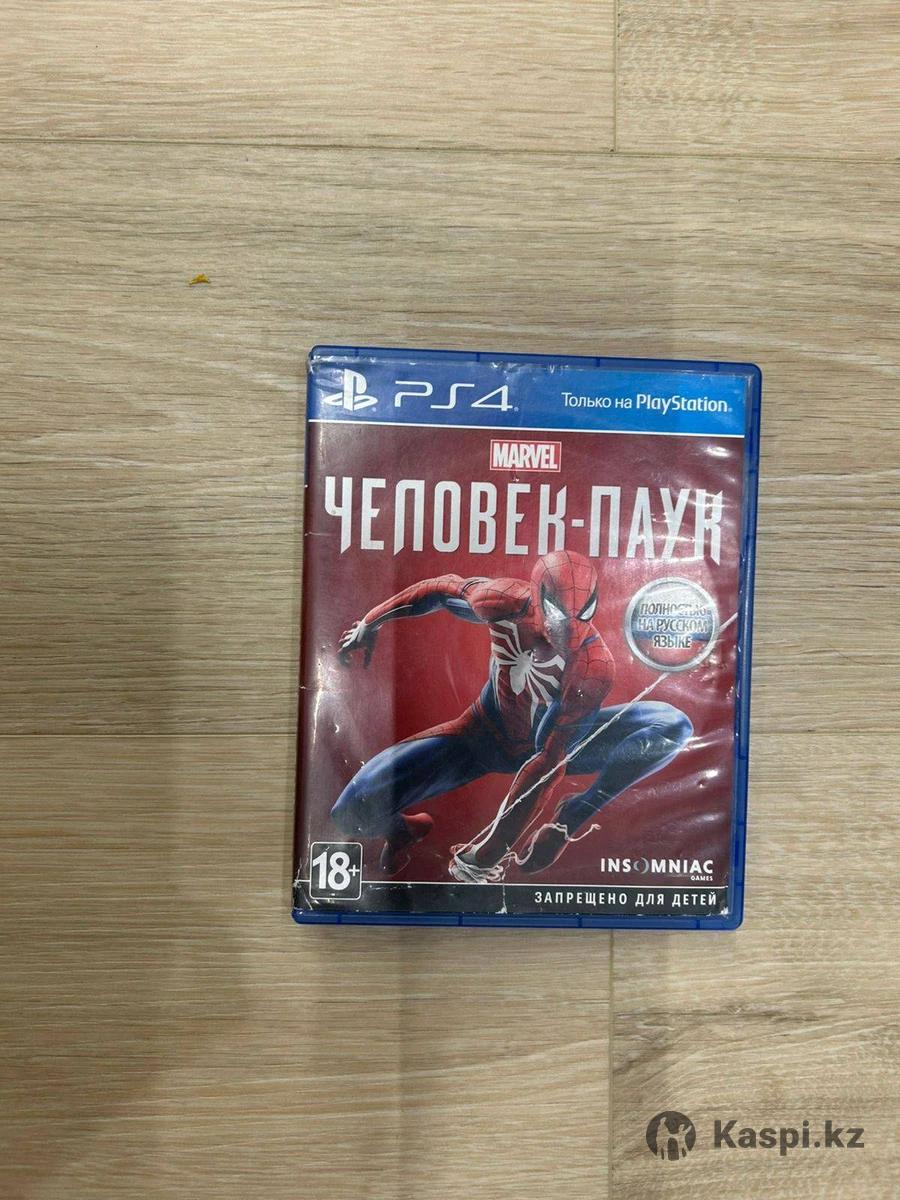 PS4
Только на PlayStation
MARVEL
ЧЕЛОВЕК-ПАУК
ПОЛНОСТЬЮ
НА РУССКОМ
ЯЗЫКЕ
18+
INSOMNIAC
GAMES
ЗАПРЕЩЕНО ДЛЯ ДЕТЕЙ
Kaspi.kz